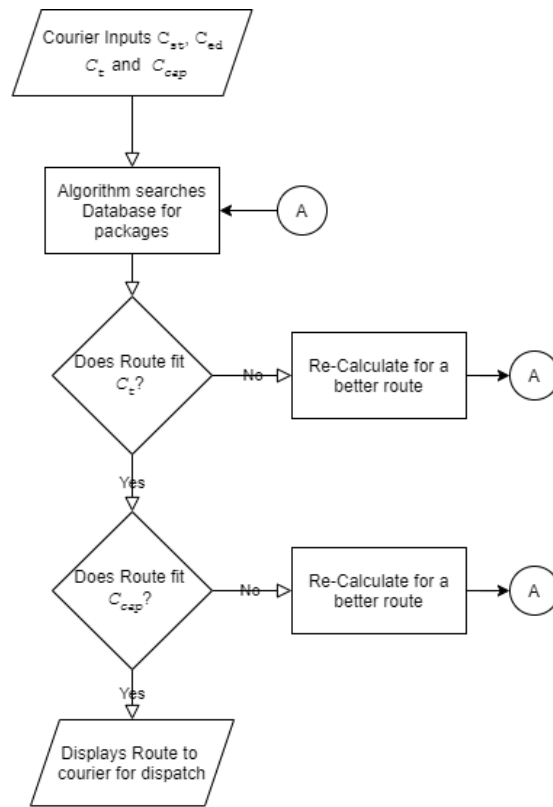 Courier Inputs C_st, C_ed
C_t and C_cap
Algorithm searches
Database for
packages
A
Does Route fit
C_t?
No
Re-Calculate for a
better route
A
Yes
Does Route fit
C_cap?
No
Re-Calculate for a
better route
A
Yes
Displays Route to
courier for dispatch